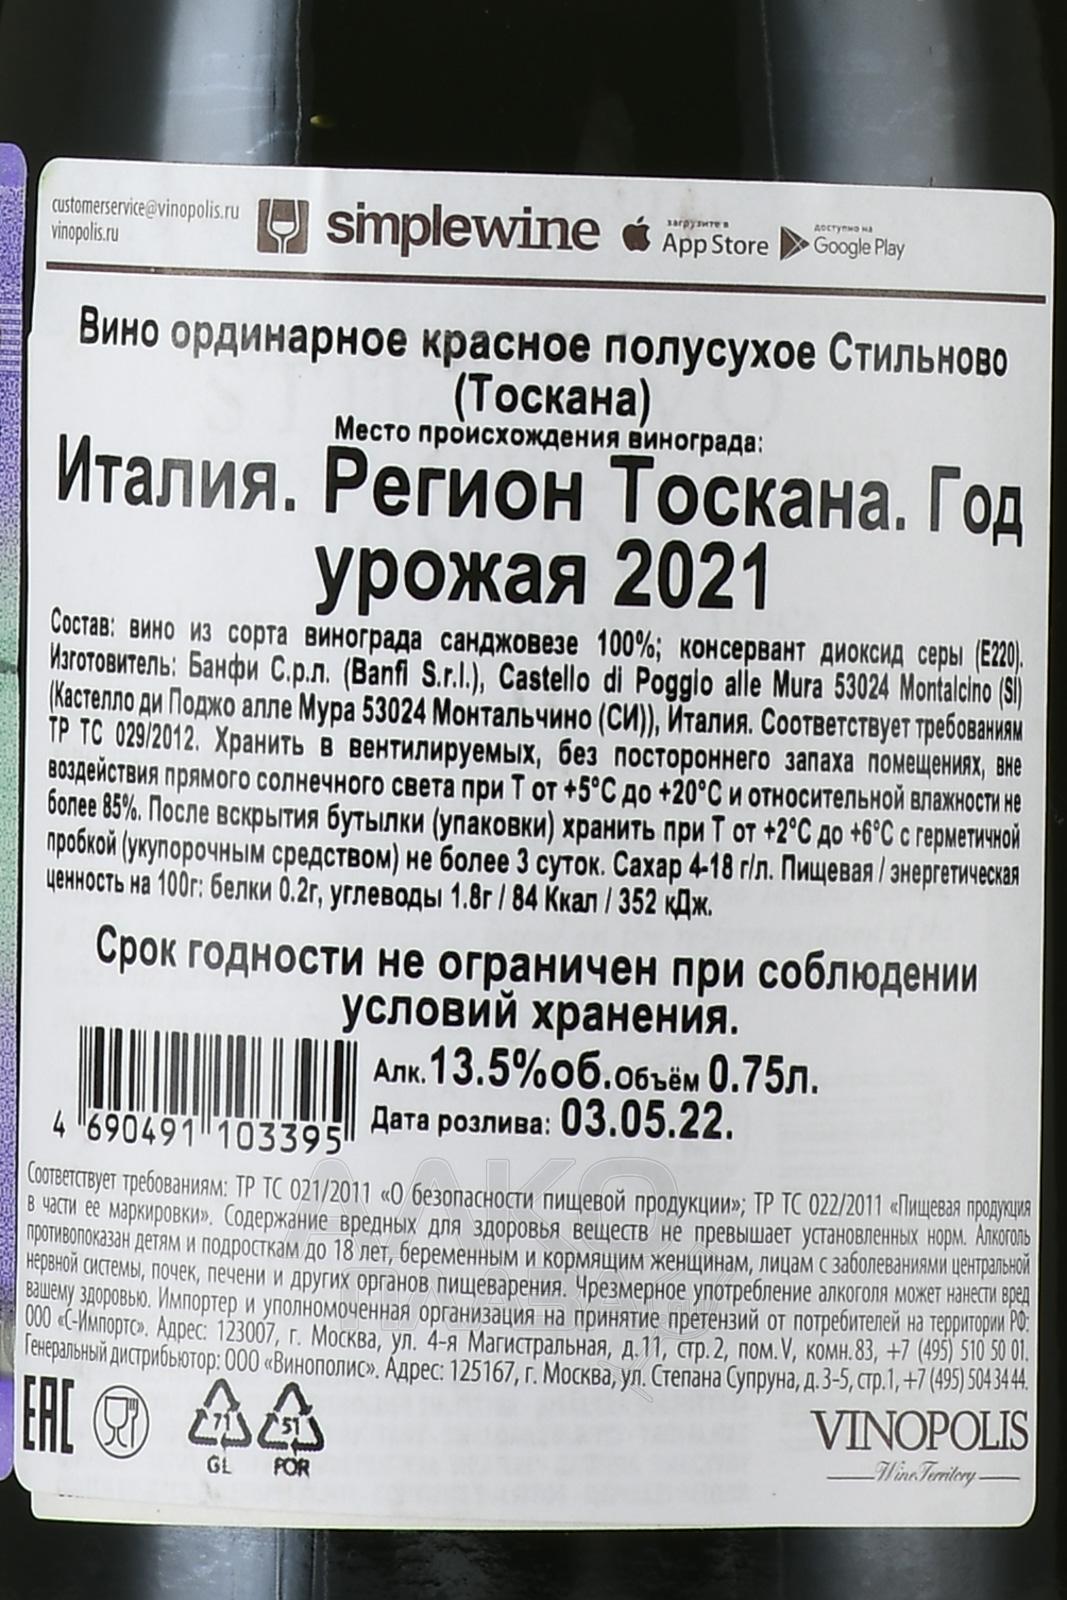 customerservice@vinopolis.ru
vinopolis.ru
simplewine
загрузите в
App Store
доступно на
Google Play
Вино ординарное красное полусухое Стильново
(Тоскана)
Место происхождения винограда:
Италия. Регион Тоскана. Год
урожая 2021
Состав: вино из сорта винограда санджовезе 100%; консервант диоксид серы (Е220).
Изготовитель: Банфи С.р.л. (Banfi S.r.l.), Castello di Poggio alle Mura 53024 Montalcino (SI)
(Кастелло ди Поджо алле Мура 53024 Монтальчино (СИ)), Италия. Соответствует требованиям
ТР ТС 029/2012. Хранить в вентилируемых, без постороннего запаха помещениях, вне
воздействия прямого солнечного света при Т от +5°С до +20°С и относительной влажности не
более 85%. После вскрытия бутылки (упаковки) хранить при Т от +2°С до +6°С с герметичной
пробкой (укупорочным средством) не более 3 суток. Сахар 4-18 г/л. Пищевая / энергетическая
ценность на 100г: белки 0.2г, углеводы 1.8г / 84 Ккал / 352 кДж.
Срок годности не ограничен при соблюдении
условий хранения.
Алк.13.5%об.Объём 0.75л.
Дата розлива: 03.05.22.
4 690491 103395
Соответствует требованиям: ТР ТС 021/2011 «О безопасности пищевой продукции»; ТР ТС 022/2011 «Пищевая продукция
в части ее маркировки». Содержание вредных для здоровья веществ не превышает установленных норм. Алкоголь
противопоказан детям и подросткам до 18 лет, беременным и кормящим женщинам, лицам с заболеваниями центральной
нервной системы, почек, печени и других органов пищеварения. Чрезмерное употребление алкоголя может нанести вред
вашему здоровью. Импортер и уполномоченная организация на принятие претензий от потребителей на территории РФ:
ООО «С-Импортс». Адрес: 123007, г. Москва, ул. 4-я Магистральная, д.11, стр.2, пом.V, комн.83, +7 (495) 510 50 01.
Генеральный дистрибьютор: ООО «Винополис». Адрес: 125167, г. Москва, ул. Степана Супруна, д.3-5, стр.1, +7 (495) 504 34 44.
EAC
71
GL
51
POR
VINOPOLIS
Wine Territory